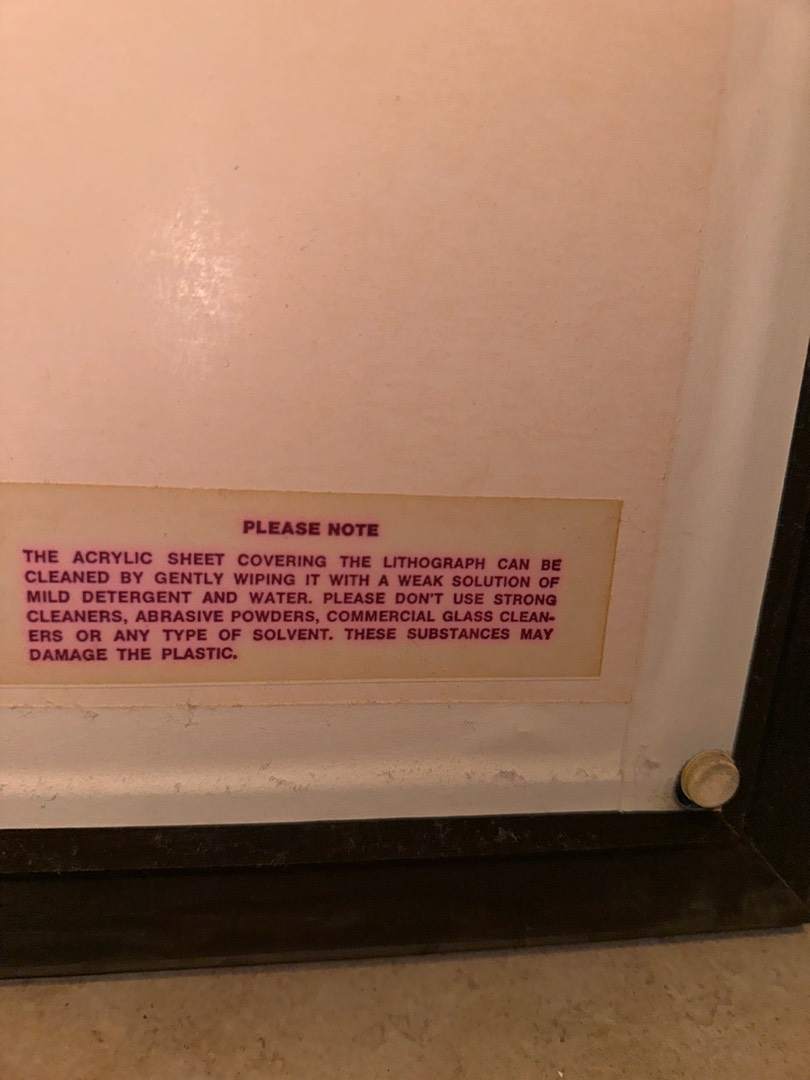 PLEASE NOTE
THE ACRYLIC SHEET COVERING THE LITHOGRAPH CAN BE
CLEANED BY GENTLY WIPING IT WITH A WEAK SOLUTION OF
MILD DETERGENT AND WATER. PLEASE DON'T USE STRONG
CLEANERS, ABRASIVE POWDERS, COMMERCIAL GLASS CLEAN-
ERS OR ANY TYPE OF SOLVENT. THESE SUBSTANCES MAY
DAMAGE THE PLASTIC.